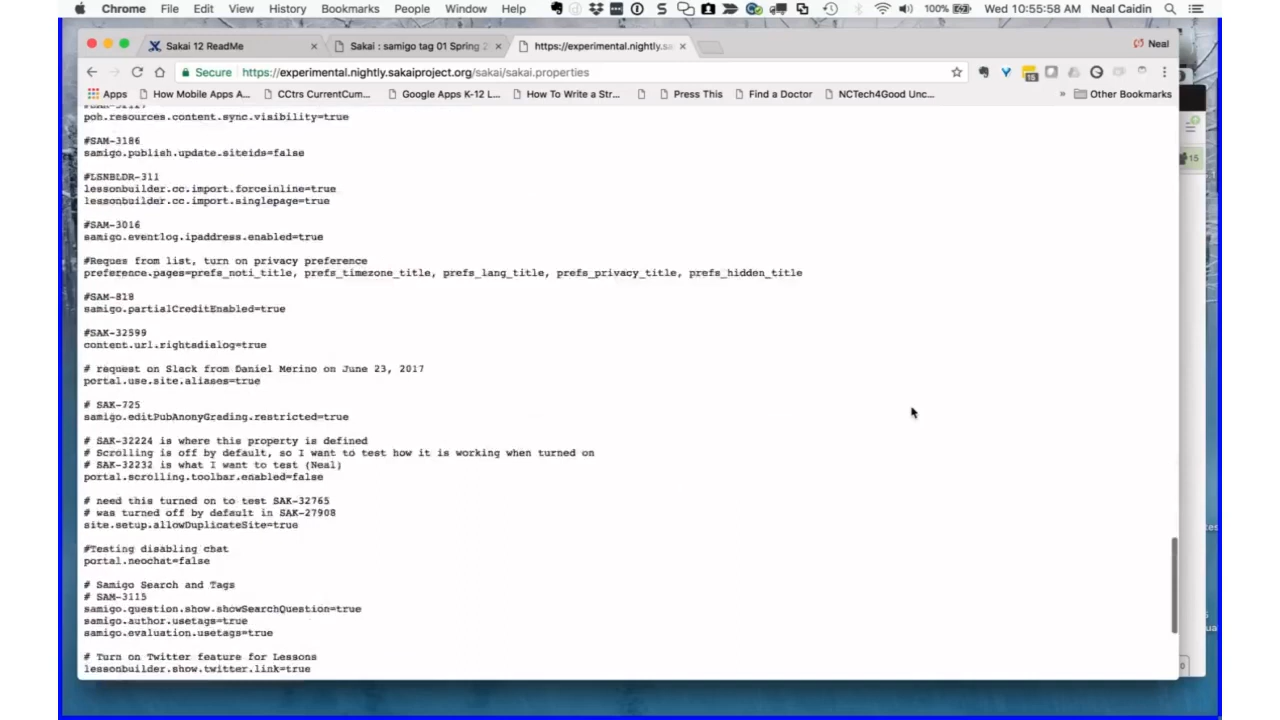 Chrome File Edit View History Bookmarks People Window Help 100% Wed 10:55:58 AM Neal Caidin
Sakai 12 ReadMe
Sakai : samigo tag 01 Spring 2
https://experimental.nightly.sa
Neal
Secure https://experimental.nightly.sakaiproject.org/sakai/sakai.properties
Apps How Mobile Apps A... CCtrs CurrentCum... Google Apps K-12 L... How To Write a Str... Press This Find a Doctor NCTech4Good Unc... » Other Bookmarks
poh.resources.content.sync.visibility=true
#SAM-3186
samigo.publish.update.siteids=false
#LSNBLDR-311
lessonbuilder.cc.import.forceinline=true
lessonbuilder.cc.import.singlepage=true
#SAM-3016
samigo.eventlog.ipaddress.enabled=true
#Reques from list, turn on privacy preference
preference.pages=prefs_noti_title, prefs_timezone_title, prefs_lang_title, prefs_privacy_title, prefs_hidden_title
#SAM-818
samigo.partialCreditEnabled=true
#SAK-32599
content.url.rightsdialog=true
# request on Slack from Daniel Merino on June 23, 2017
portal.use.site.aliases=true
# SAK-725
samigo.editPubAnonyGrading.restricted=true
# SAK-32224 is where this property is defined
# Scrolling is off by default, so I want to test how it is working when turned on
# SAK-32232 is what I want to test (Neal)
portal.scrolling.toolbar.enabled=false
# need this turned on to test SAK-32765
# was turned off by default in SAK-27908
site.setup.allowDuplicateSite=true
#Testing disabling chat
portal.neochat=false
# Samigo Search and Tags
# SAM-3115
samigo.question.show.showSearchQuestion=true
samigo.author.usetags=true
samigo.evaluation.usetags=true
# Turn on Twitter feature for Lessons
lessonbuilder.show.twitter.link=true
15